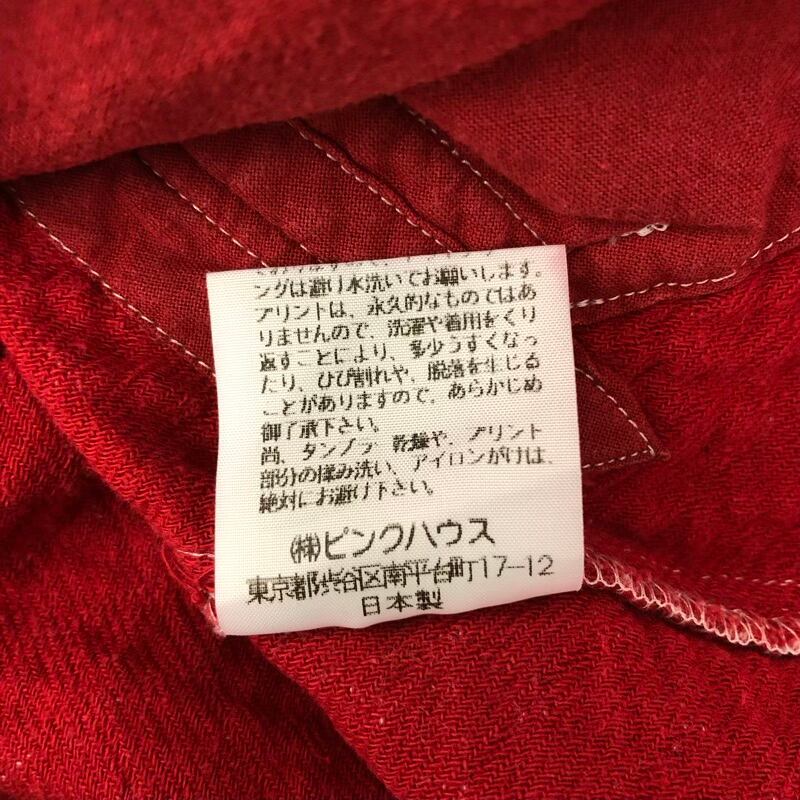 ングは避け水洗いでお願いします。
プリントは、永久的なものではあ
りませんので、洗濯や着用をくり
返すことにより、多少うすくなっ
たり、ひび割れや、脱落を生じる
ことがありますので、あらかじめ
御了承下さい。
尚、タンブラー乾燥や、プリント
部分の揉み洗い、アイロンがけは、
絶対にお避け下さい。
㈱ピンクハウス
東京都渋谷区南平台町17-12
日本製